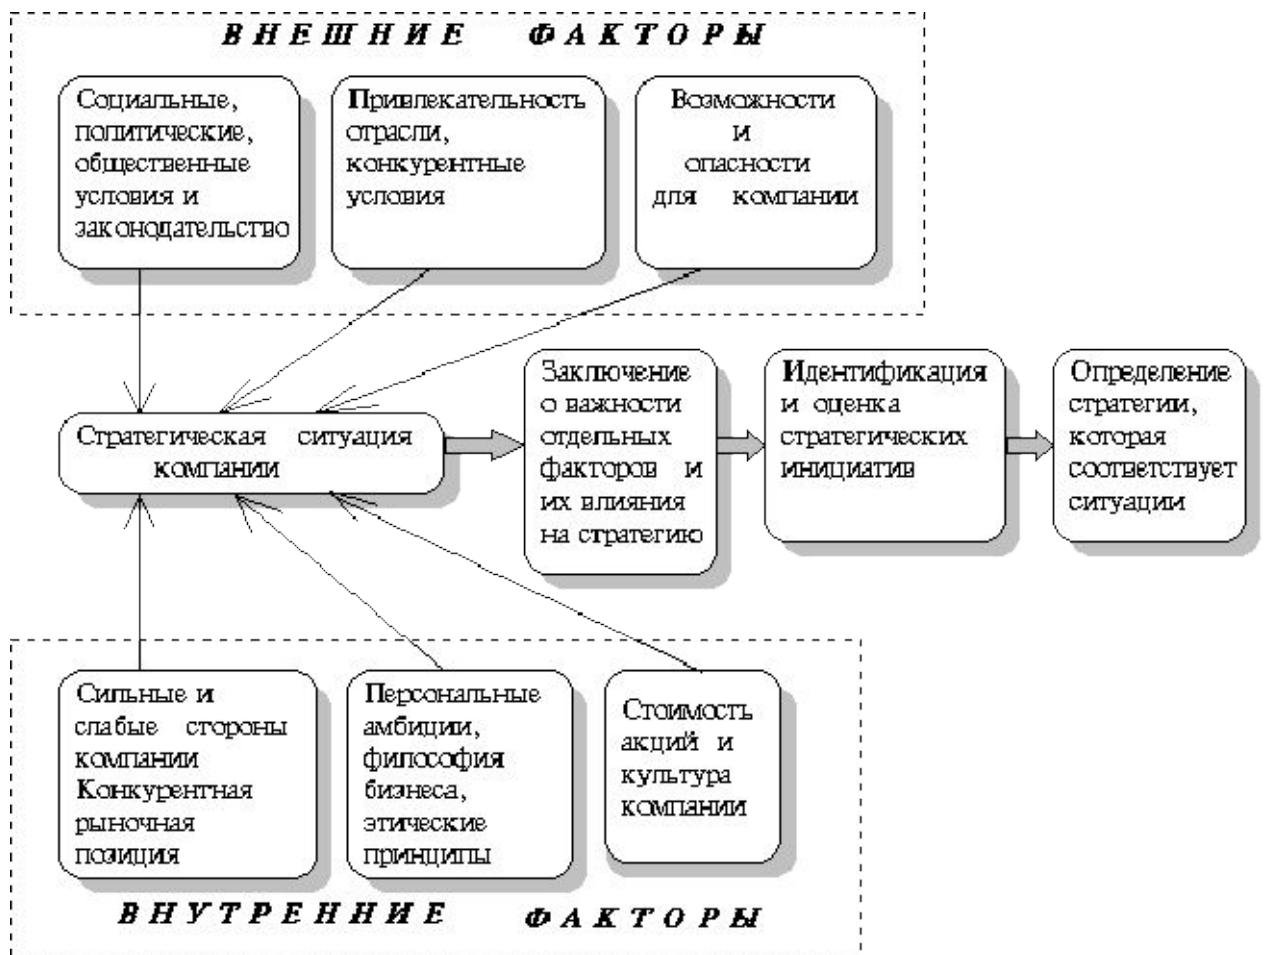 ВНЕШНИЕ ФАКТОРЫ
Социальные,
политические,
общественные
условия и
законодательство
Привлекательность
отрасли,
конкурентные
условия
Возможности
и
опасности
для компании
Стратегическая ситуация
компании
Заключение
о важности
отдельных
факторов и
их влияния
на стратегию
Идентификация
и оценка
стратегических
инициатив
Определение
стратегии,
которая
соответствует
ситуации
Сильные и
слабые стороны
компании
Конкурентная
рыночная
позиция
Персональные
амбиции,
философия
бизнеса,
этические
принципы
Стоимость
акций и
культура
компании
ВНУТРЕННИЕ ФАКТОРЫ